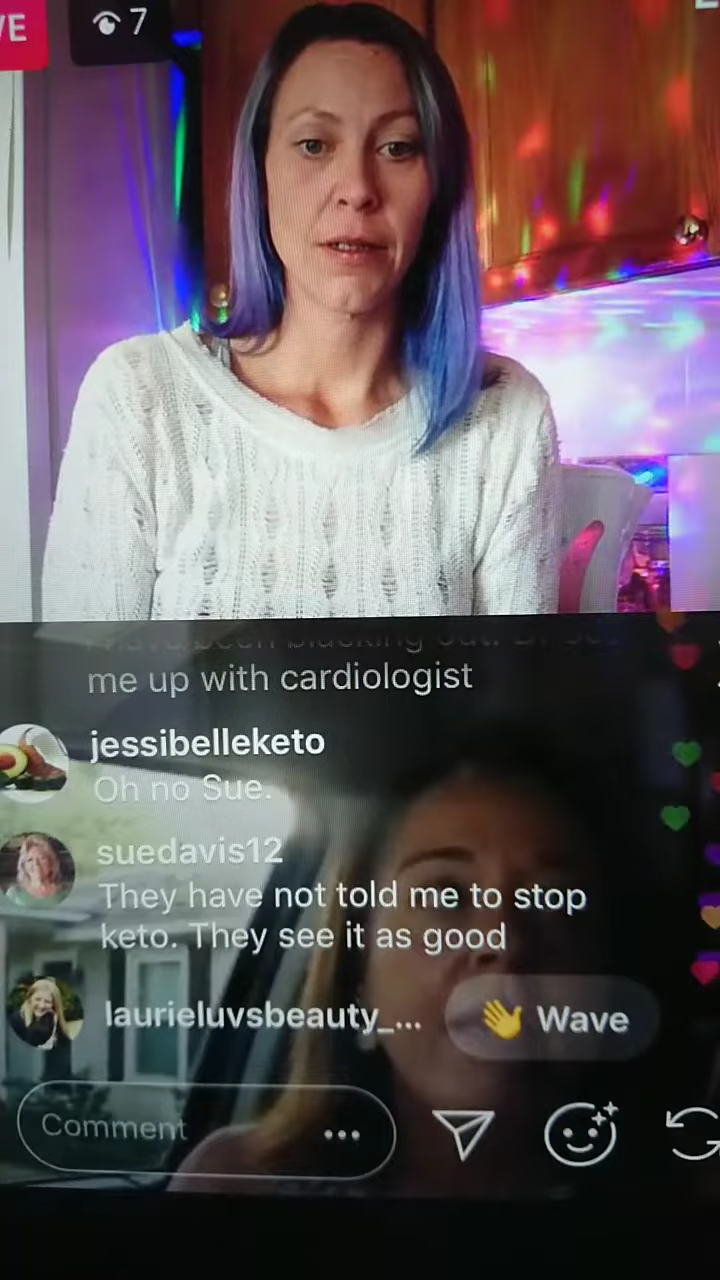 VE
7
me up with cardiologist
jessibelleketo
Oh no Sue.
suedavis12
They have not told me to stop
keto. They see it as good
laurieluvsbeauty_...
👋 Wave
Comment